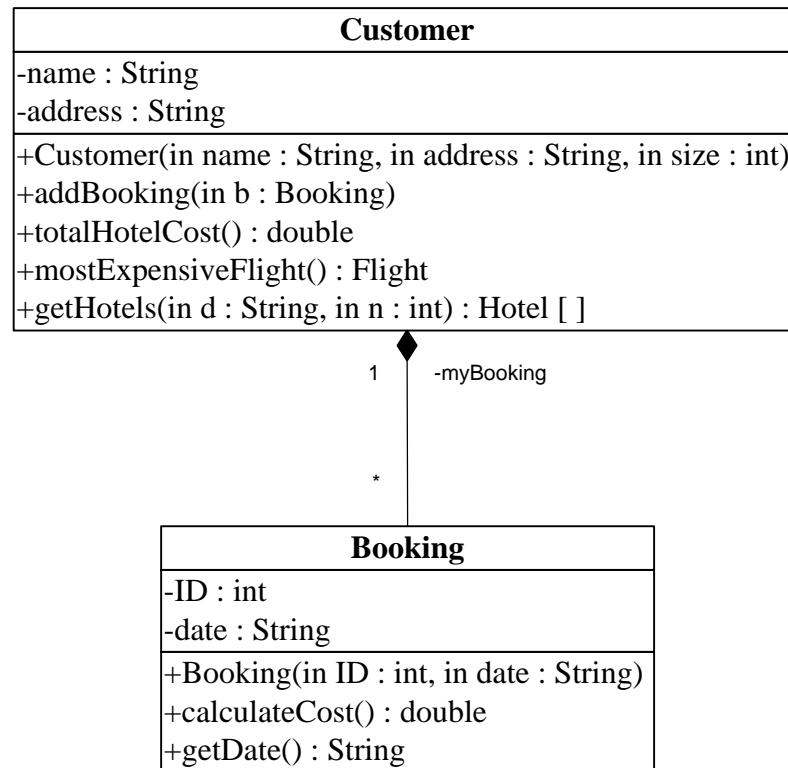 Customer
-name : String
-address : String
+Customer(in name : String, in address : String, in size : int)
+addBooking(in b : Booking)
+totalHotelCost() : double
+mostExpensiveFlight() : Flight
+getHotels(in d : String, in n : int) : Hotel [ ]
1 -myBooking
*
Booking
-ID : int
-date : String
+Booking(in ID : int, in date : String)
+calculateCost() : double
+getDate() : String